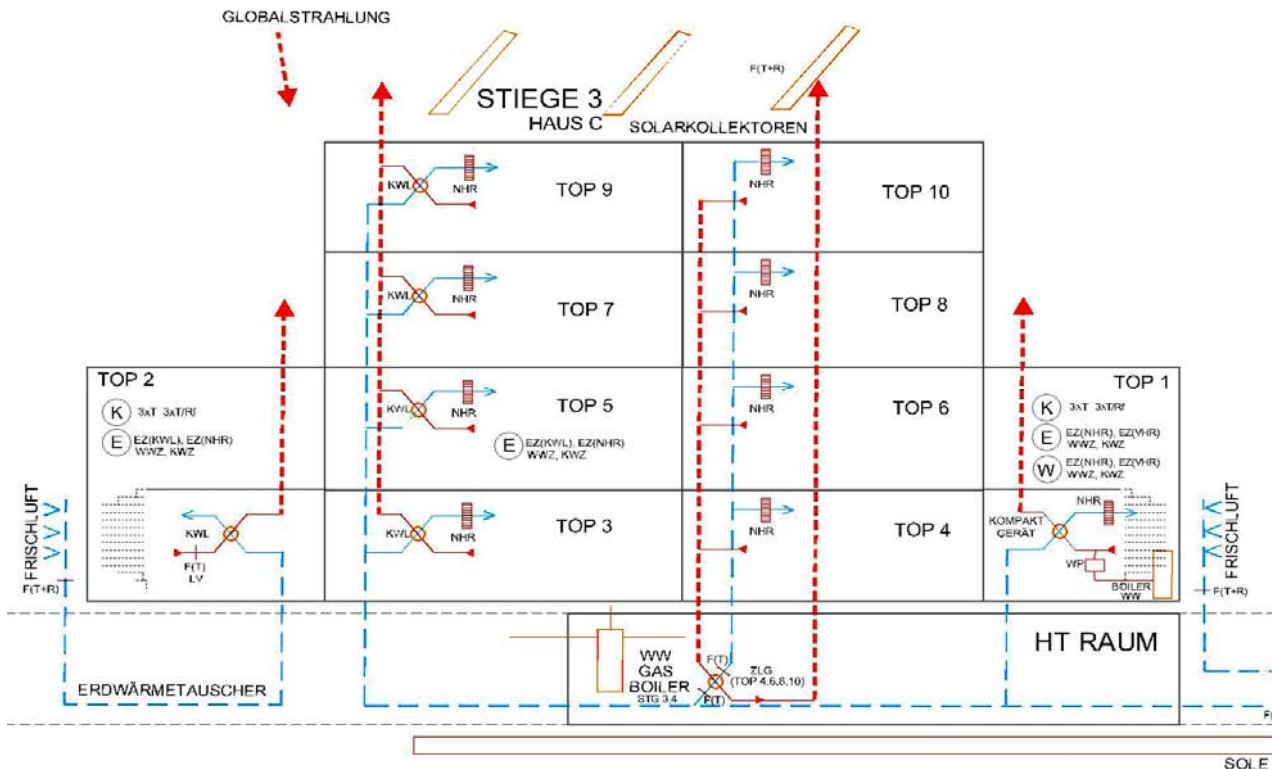 GLOBALSTRAHLUNG
F(T+R)
STIEGE 3
HAUS C
SOLARKOLLEKTOREN
KWL
NHR
TOP 9
NHR
TOP 10
KWL
NHR
TOP 7
NHR
TOP 8
TOP 2
K 3xT 3xT/Rf
E EZ(KWL), EZ(NHR)
WWZ, KWZ
KWL
NHR
TOP 5
E EZ(KWL), EZ(NHR)
WWZ, KWZ
NHR
TOP 6
TOP 1
K 3xT 3xT/Rf
E EZ(NHR), EZ(VHR)
WWZ, KWZ
W EZ(NHR), EZ(VHR)
WWZ, KWZ
FRISCHLUFT
F(T+R)
KWL
F(T)
LV
KWL
NHR
TOP 3
NHR
TOP 4
KOMPAKT
GERÄT
NHR
WP
BOILER
WW
FRISCHLUFT
F(T+R)
ERDWÄRMETAUSCHER
WW
GAS
BOILER
STG 3,4
F(T)
F(T)
ZLG
(TOP 4,6,8,10)
HT RAUM
SOLE